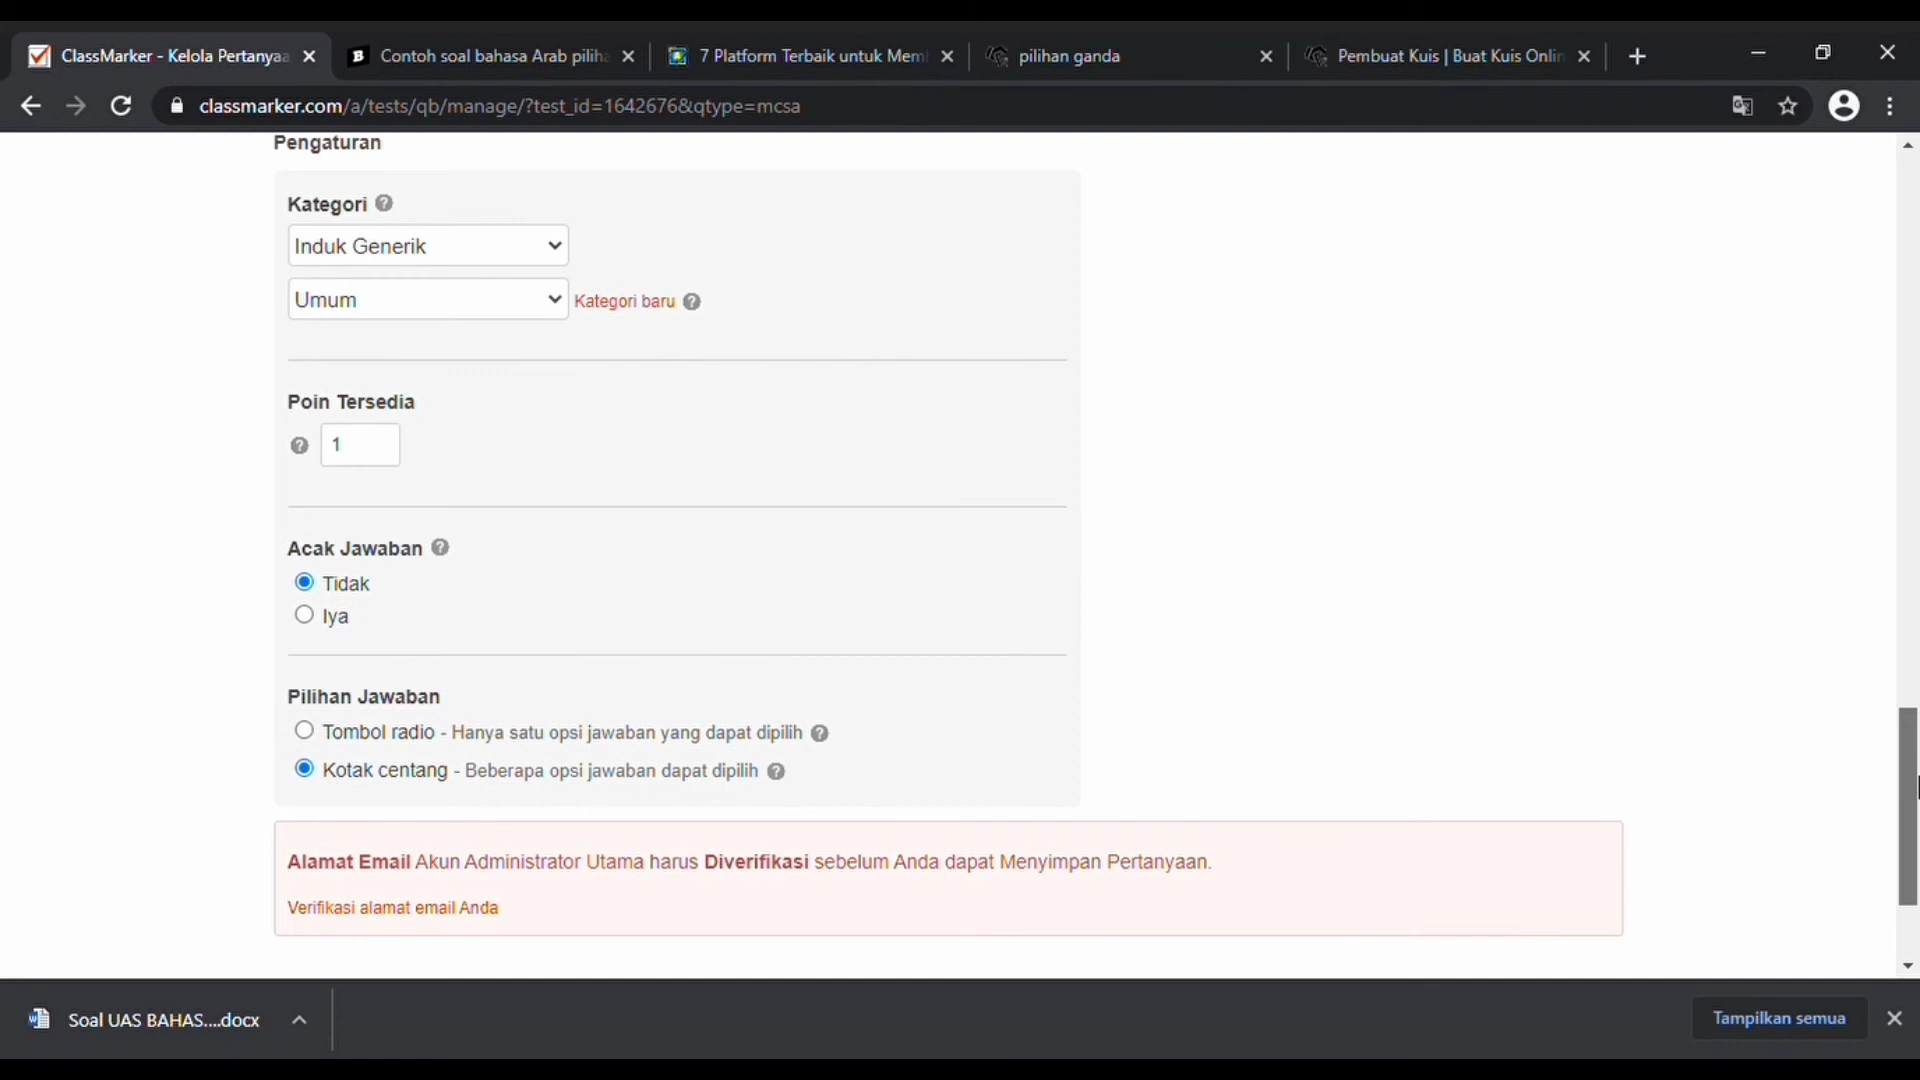 ClassMarker - Kelola Pertanyaa
Contoh soal bahasa Arab piliha
7 Platform Terbaik untuk Mem
pilihan ganda
Pembuat Kuis | Buat Kuis Onlin
classmarker.com/a/tests/qb/manage/?test_id=1642676&qtype=mcsa
Pengaturan
Kategori
Induk Generik
Umum
Kategori baru
Poin Tersedia
1
Acak Jawaban
Tidak
Iya
Pilihan Jawaban
Tombol radio - Hanya satu opsi jawaban yang dapat dipilih
Kotak centang - Beberapa opsi jawaban dapat dipilih
Alamat Email Akun Administrator Utama harus Diverifikasi sebelum Anda dapat Menyimpan Pertanyaan.
Verifikasi alamat email Anda
Soal UAS BAHAS....docx
Tampilkan semua